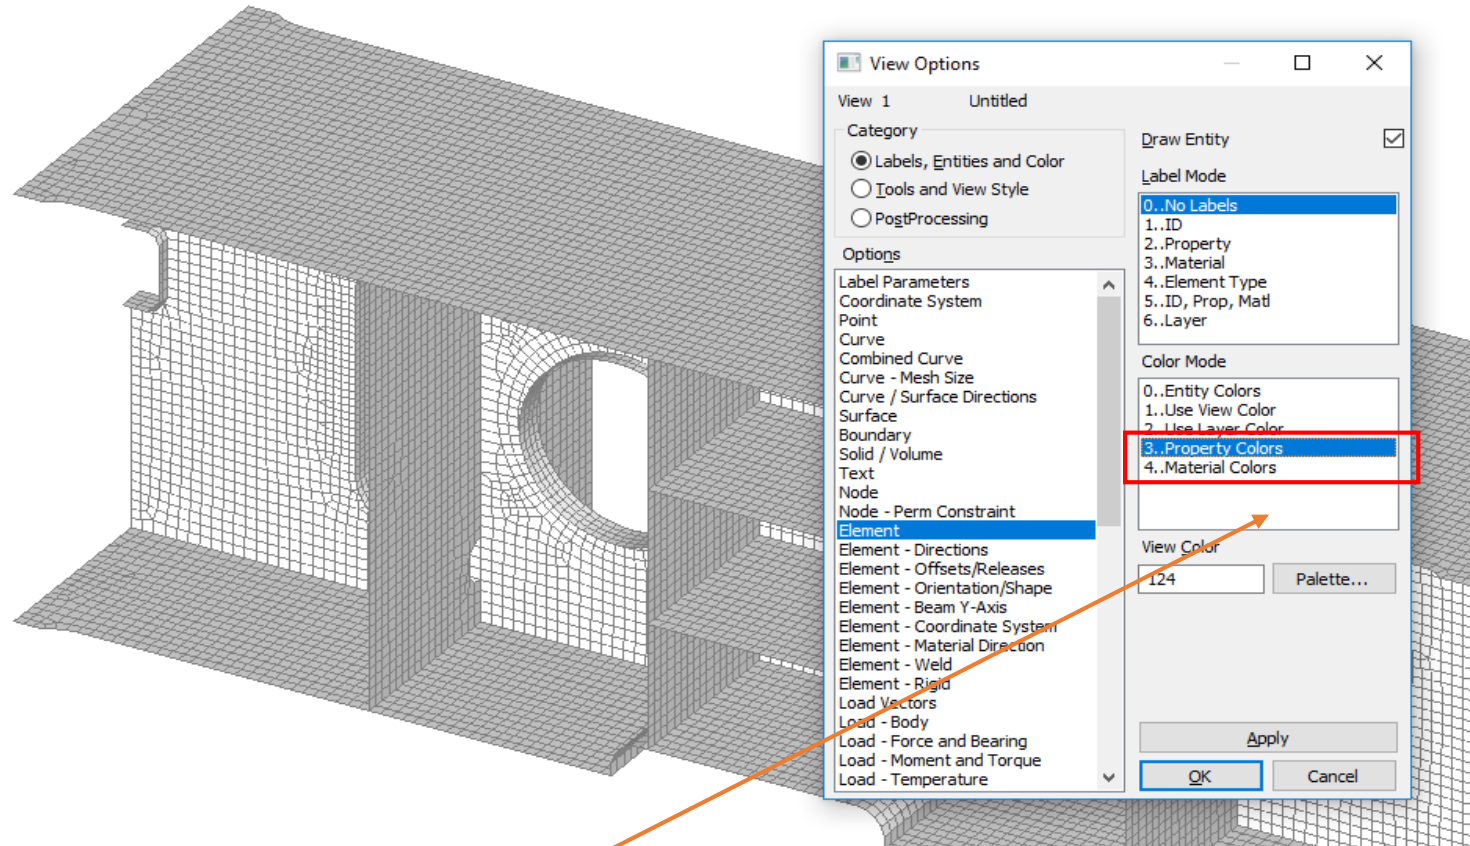 View Options
View 1 Untitled
Category
Labels, Entities and Color
Tools and View Style
PostProcessing
Options
Label Parameters
Coordinate System
Point
Curve
Combined Curve
Curve - Mesh Size
Curve / Surface Directions
Surface
Boundary
Solid / Volume
Text
Node
Node - Perm Constraint
Element
Element - Directions
Element - Offsets/Releases
Element - Orientation/Shape
Element - Beam Y-Axis
Element - Coordinate System
Element - Material Direction
Element - Weld
Element - Rigid
Load Vectors
Load - Body
Load - Force and Bearing
Load - Moment and Torque
Load - Temperature
Draw Entity
Label Mode
0..No Labels
1..ID
2..Property
3..Material
4..Element Type
5..ID, Prop, Matl
6..Layer
Color Mode
0..Entity Colors
1..Use View Color
2..Use Layer Color
3..Property Colors
4..Material Colors
View Color
124
Palette...
Apply
OK
Cancel